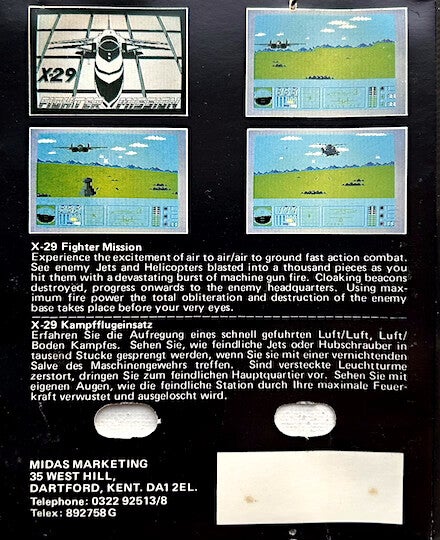 X-29
FIGHTER MISSION
X-29 Fighter Mission
Experience the excitement of air to air/air to ground fast action combat.
See enemy Jets and Helicopters blasted into a thousand pieces as you
hit them with a devastating burst of machine gun fire. Cloaking beacons
destroyed, progress onwards to the enemy headquarters. Using max-
imum fire power the total obliteration and destruction of the enemy
base takes place before your very eyes.
X-29 Kampfflugeinsatz
Erfahren Sie die Aufregung eines schnell gefuhrten Luft/Luft, Luft/
Boden Kampfes. Sehen Sie, wie feindliche Jets oder Hubschrauber in
tausend Stucke gesprengt werden, wenn Sie sie mit einer vernichtenden
Salve des Maschinengewehrs treffen. Sind versteckte Leuchtturme
zerstort, dringen Sie zum feindlichen Hauptquartier vor. Sehen Sie mit
eigenen Augen, wie die feindliche Station durch Ihre maximale Feuer-
kraft verwustet und ausgeloscht wird.
MIDAS MARKETING
35 WEST HILL,
DARTFORD, KENT. DA1 2EL.
Telephone: 0322 92513/8
Telex: 892758 G